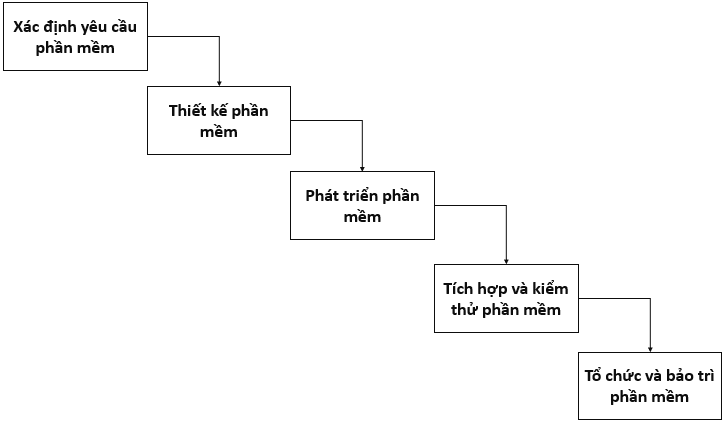 Xác định yêu cầu
phần mềm
Thiết kế phần
mềm
Phát triển phần
mềm
Tích hợp và kiểm
thử phần mềm
Tổ chức và bảo trì
phần mềm